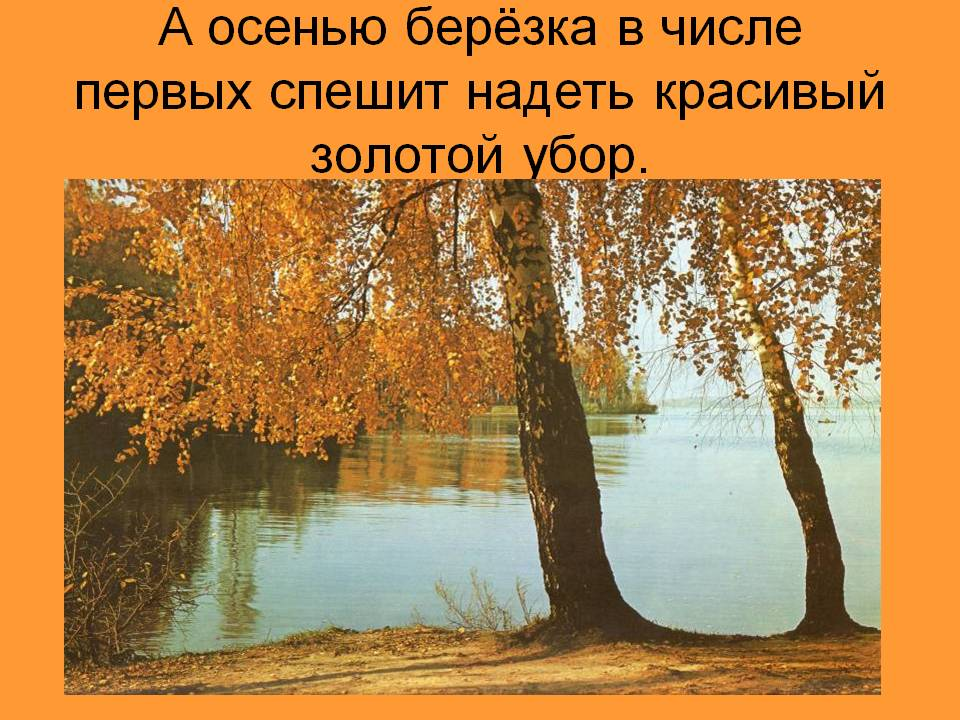 А осенью берёзка в числе
первых спешит надеть красивый
золотой убор.